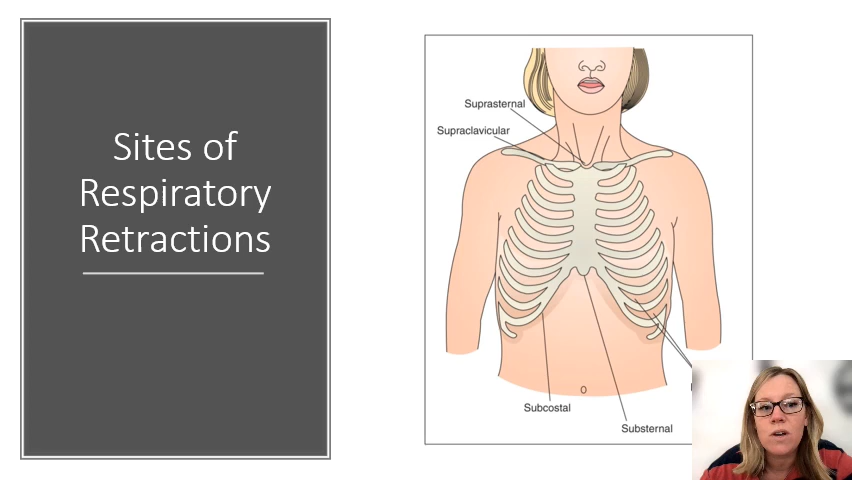 Sites of
Respiratory
Retractions
Suprasternal
Supraclavicular
Subcostal
Substernal